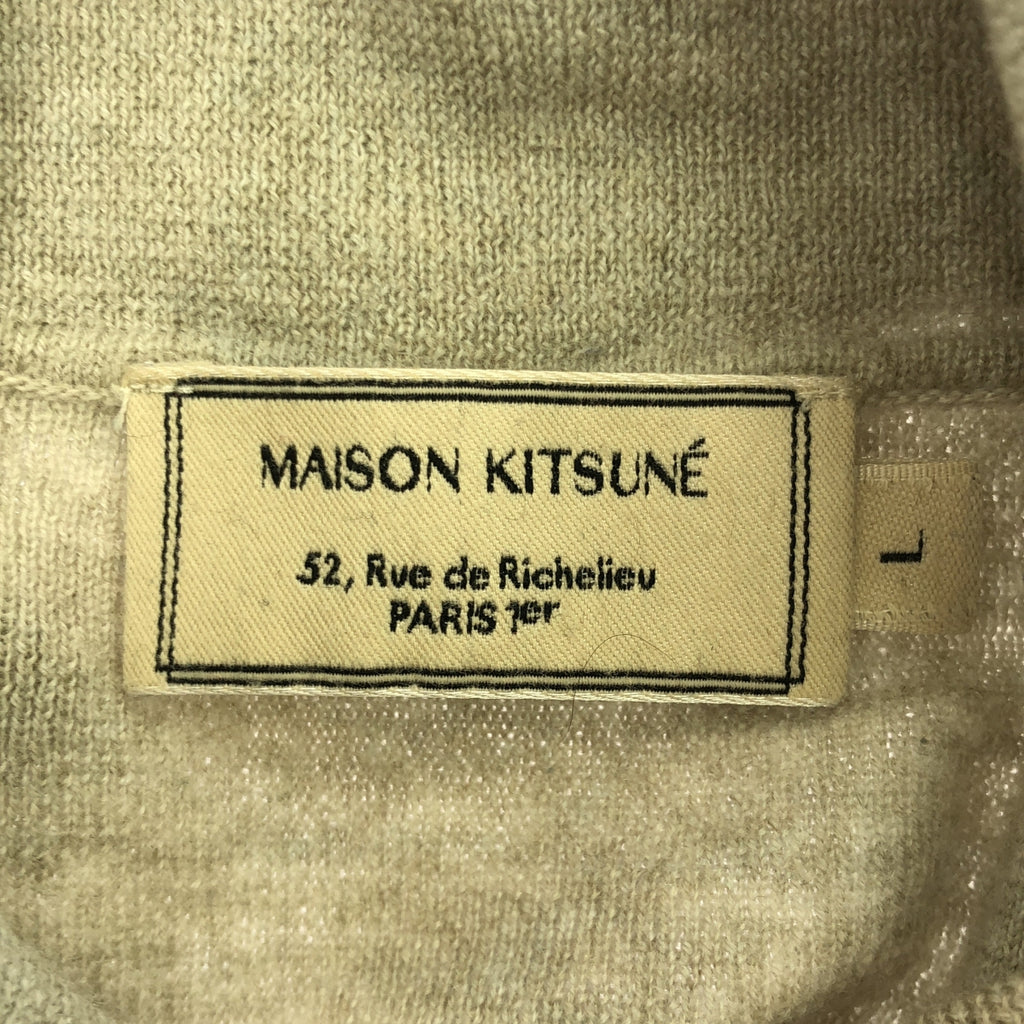 MAISON KITSUNÉ
52, Rue de Richelieu
PARIS 1er
L